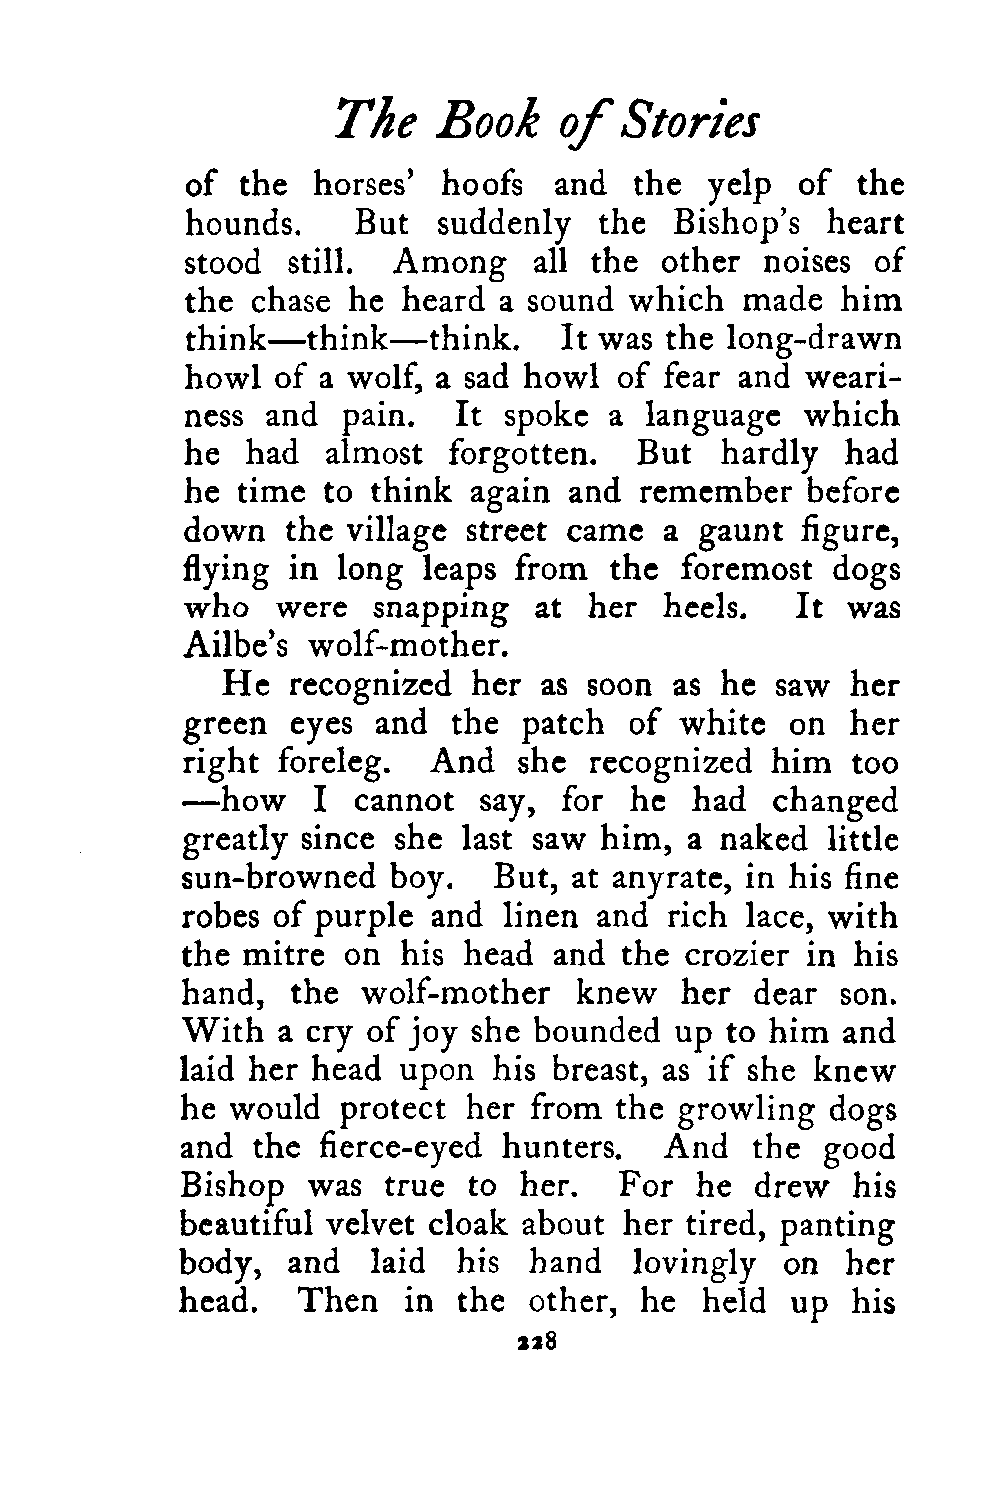 The Book of Stories
of the horses' hoofs and the yelp of the
hounds. But suddenly the Bishop's heart
stood still. Among all the other noises of
the chase he heard a sound which made him
think—think—think. It was the long-drawn
howl of a wolf, a sad howl of fear and weari-
ness and pain. It spoke a language which
he had almost forgotten. But hardly had
he time to think again and remember before
down the village street came a gaunt figure,
flying in long leaps from the foremost dogs
who were snapping at her heels. It was
Ailbe's wolf-mother.
He recognized her as soon as he saw her
green eyes and the patch of white on her
right foreleg. And she recognized him too
—how I cannot say, for he had changed
greatly since she last saw him, a naked little
sun-browned boy. But, at anyrate, in his fine
robes of purple and linen and rich lace, with
the mitre on his head and the crozier in his
hand, the wolf-mother knew her dear son.
With a cry of joy she bounded up to him and
laid her head upon his breast, as if she knew
he would protect her from the growling dogs
and the fierce-eyed hunters. And the good
Bishop was true to her. For he drew his
beautiful velvet cloak about her tired, panting
body, and laid his hand lovingly on her
head. Then in the other, he held up his
228